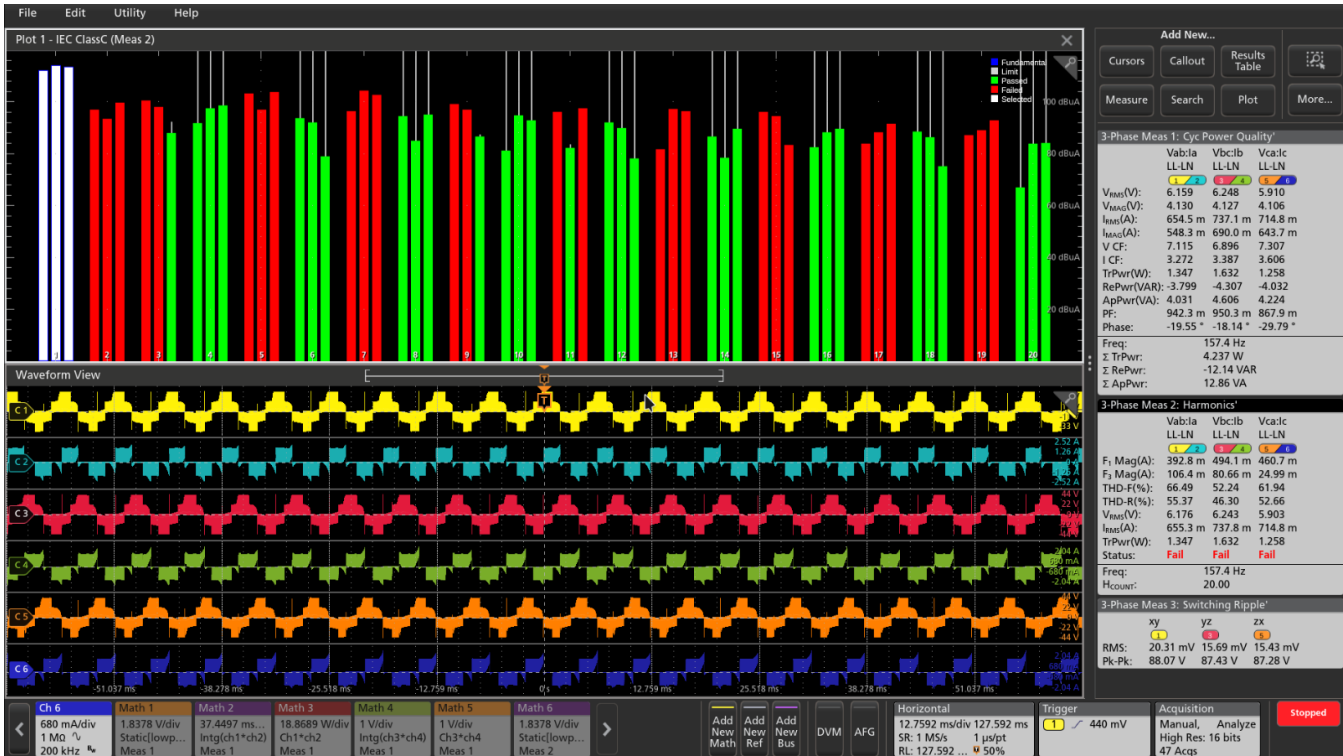 File Edit Utility Help
Plot 1 - IEC ClassC (Meas 2)
Fundamental
Limit
Passed
Failed
Selected
100 dBuA
80 dBuA
60 dBuA
40 dBuA
20 dBuA
1 2 3 4 5 6 7 8 9 10 11 12 13 14 15 16 17 18 19 20
Waveform View
U
T
C 1
C 2
2.52 A
1.26 A
-2.52 A
C 3
44 V
22 V
-44 V
C 4
2.04 A
680 mA
-680 mA
-2.04 A
C 5
44 V
22 V
-22 V
-44 V
C 6
2.04 A
-51.037 ms -38.278 ms -25.518 ms -12.759 ms 0 s 12.759 ms 25.518 ms 38.278 ms 51.037 ms
Add New...
Cursors Callout Results Table
Measure Search Plot More...
3-Phase Meas 1: Cyc Power Quality'
Vab:Ia Vbc:Ib Vca:Ic
LL-LN LL-LN LL-LN
1 2 3 4 5 6
VRMS(V): 6.159 6.248 5.910
VMAG(V): 4.130 4.127 4.106
IRMS(A): 654.5 m 737.1 m 714.8 m
IMAG(A): 548.3 m 690.0 m 643.7 m
V CF: 7.115 6.896 7.307
I CF: 3.272 3.387 3.606
TrPwr(W): 1.347 1.632 1.258
RePwr(VAR): -3.799 -4.307 -4.032
ApPwr(VA): 4.031 4.606 4.224
PF: 942.3 m 950.3 m 867.9 m
Phase: -19.55 ° -18.14 ° -29.79 °
Freq: 157.4 Hz
Σ TrPwr: 4.237 W
Σ RePwr: -12.14 VAR
Σ ApPwr: 12.86 VA
3-Phase Meas 2: Harmonics'
Vab:Ia Vbc:Ib Vca:Ic
LL-LN LL-LN LL-LN
1 2 3 4 5 6
F1 Mag(A): 392.8 m 494.1 m 460.7 m
F3 Mag(A): 106.4 m 80.66 m 24.99 m
THD-F(%): 66.49 52.24 61.94
THD-R(%): 55.37 46.30 52.66
VRMS(V): 6.176 6.243 5.903
IRMS(A): 655.3 m 737.8 m 714.8 m
TrPwr(W): 1.347 1.632 1.258
Status: Fail Fail Fail
Freq: 157.4 Hz
HCOUNT: 20.00
3-Phase Meas 3: Switching Ripple'
xy yz zx
1 3 5
RMS: 20.31 mV 15.69 mV 15.43 mV
Pk-Pk: 88.07 V 87.43 V 87.28 V
Ch 6
680 mA/div
1 MΩ
200 kHz
Math 1
1.8378 V/div
Static[lowp...
Meas 1
Math 2
37.4497 ms...
Intg(ch1*ch2)
Meas 1
Math 3
18.8689 W/div
Ch1*Ch2
Meas 1
Math 4
1 V/div
Intg(ch3*ch4)
Meas 1
Math 5
1 V/div
Ch3*Ch4
Meas 1
Math 6
1.8378 V/div
Static[lowp...
Meas 2
Add New Math
Add New Ref
Add New Bus
DVM
AFG
Horizontal
12.7592 ms/div 127.592 ms
SR: 1 MS/s 1 µs/pt
RL: 127.592 ... 50%
Trigger
1 440 mV
Acquisition
Manual, Analyze
High Res: 16 bits
47 Acqs
Stopped